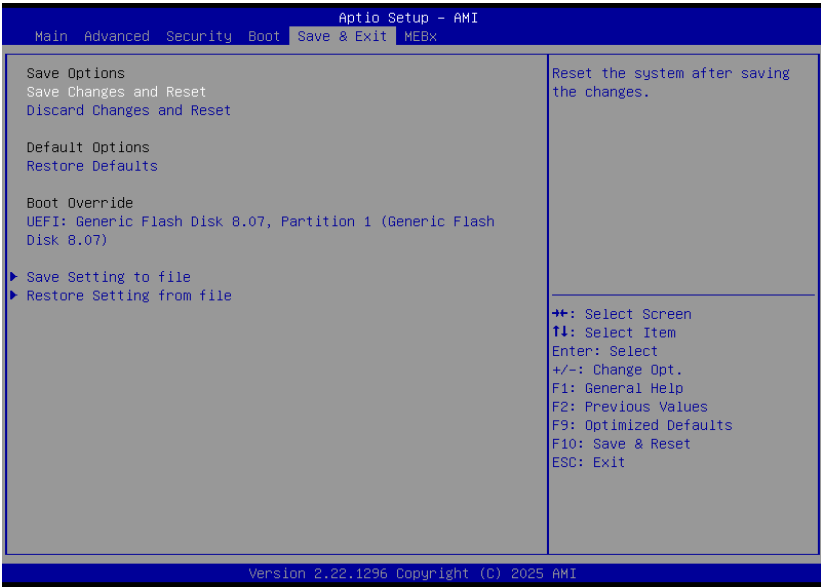 Aptio Setup - AMI
Main Advanced Security Boot Save & Exit MEBx
Save Options
Save Changes and Reset
Discard Changes and Reset
Default Options
Restore Defaults
Boot Override
UEFI: Generic Flash Disk 8.07, Partition 1 (Generic Flash
Disk 8.07)
Save Setting to file
Restore Setting from file
Reset the system after saving
the changes.
→←: Select Screen
↑↓: Select Item
Enter: Select
+/-: Change Opt.
F1: General Help
F2: Previous Values
F9: Optimized Defaults
F10: Save & Reset
ESC: Exit
Version 2.22.1296 Copyright (C) 2025 AMI